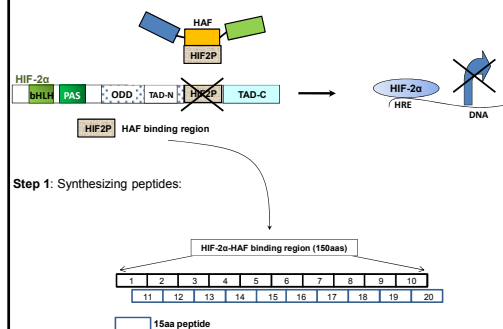 HAF
HIF2P
HIF-2α
bHLH PAS ODD TAD-N HIF2P TAD-C
HIF-2α
HRE
DNA
HIF2P HAF binding region
Step 1: Synthesizing peptides:
HIF-2α-HAF binding region (150aas)
1 2 3 4 5 6 7 8 9 10
11 12 13 14 15 16 17 18 19 20
15aa peptide